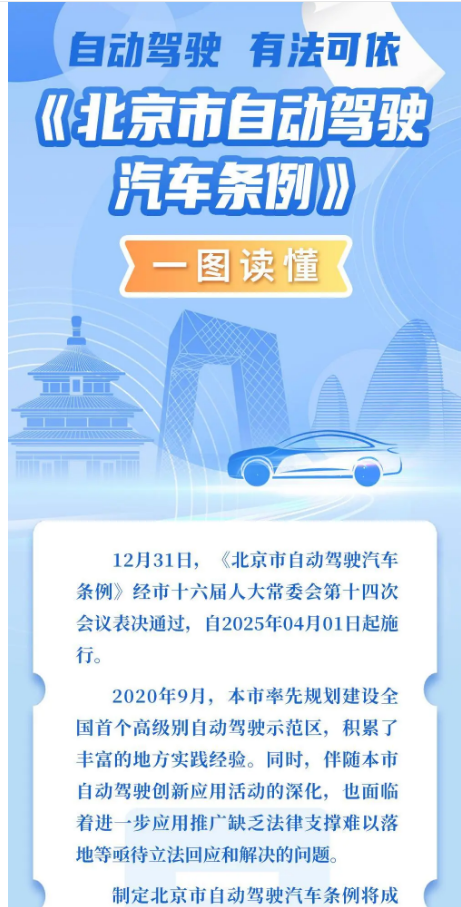 自动驾驶 有法可依
《北京市自动驾驶
汽车条例》
一图读懂
12月31日，《北京市自动驾驶汽车
条例》经市十六届人大常委会第十四次
会议表决通过，自2025年04月01日起施
行。
2020年9月，本市率先规划建设全
国首个高级别自动驾驶示范区，积累了
丰富的地方实践经验。同时，伴随本市
自动驾驶创新应用活动的深化，也面临
着进一步应用推广缺乏法律支撑难以落
地等亟待立法回应和解决的问题。
制定北京市自动驾驶汽车条例将成